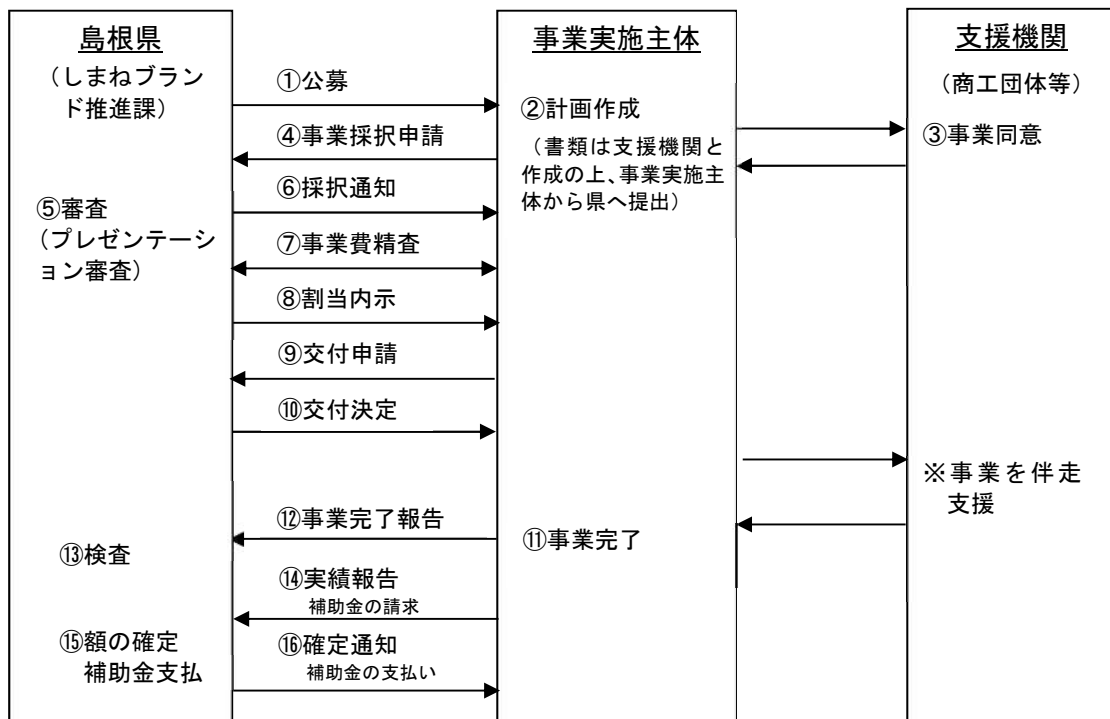 島根県
(しまねブラン
ド推進課)
①公募
④事業採択申請
⑥採択通知
⑤審査
(プレゼンテーシ
ョン審査)
⑦事業費精査
⑧割当内示
⑨交付申請
⑩交付決定
⑫事業完了報告
⑬検査
⑭実績報告
補助金の請求
⑮額の確定
補助金支払
⑯確定通知
補助金の支払い
事業実施主体
②計画作成
(書類は支援機関と
作成の上、事業実施主
体から県へ提出)
⑪事業完了
支援機関
(商工団体等)
③事業同意
※事業を伴走
支援